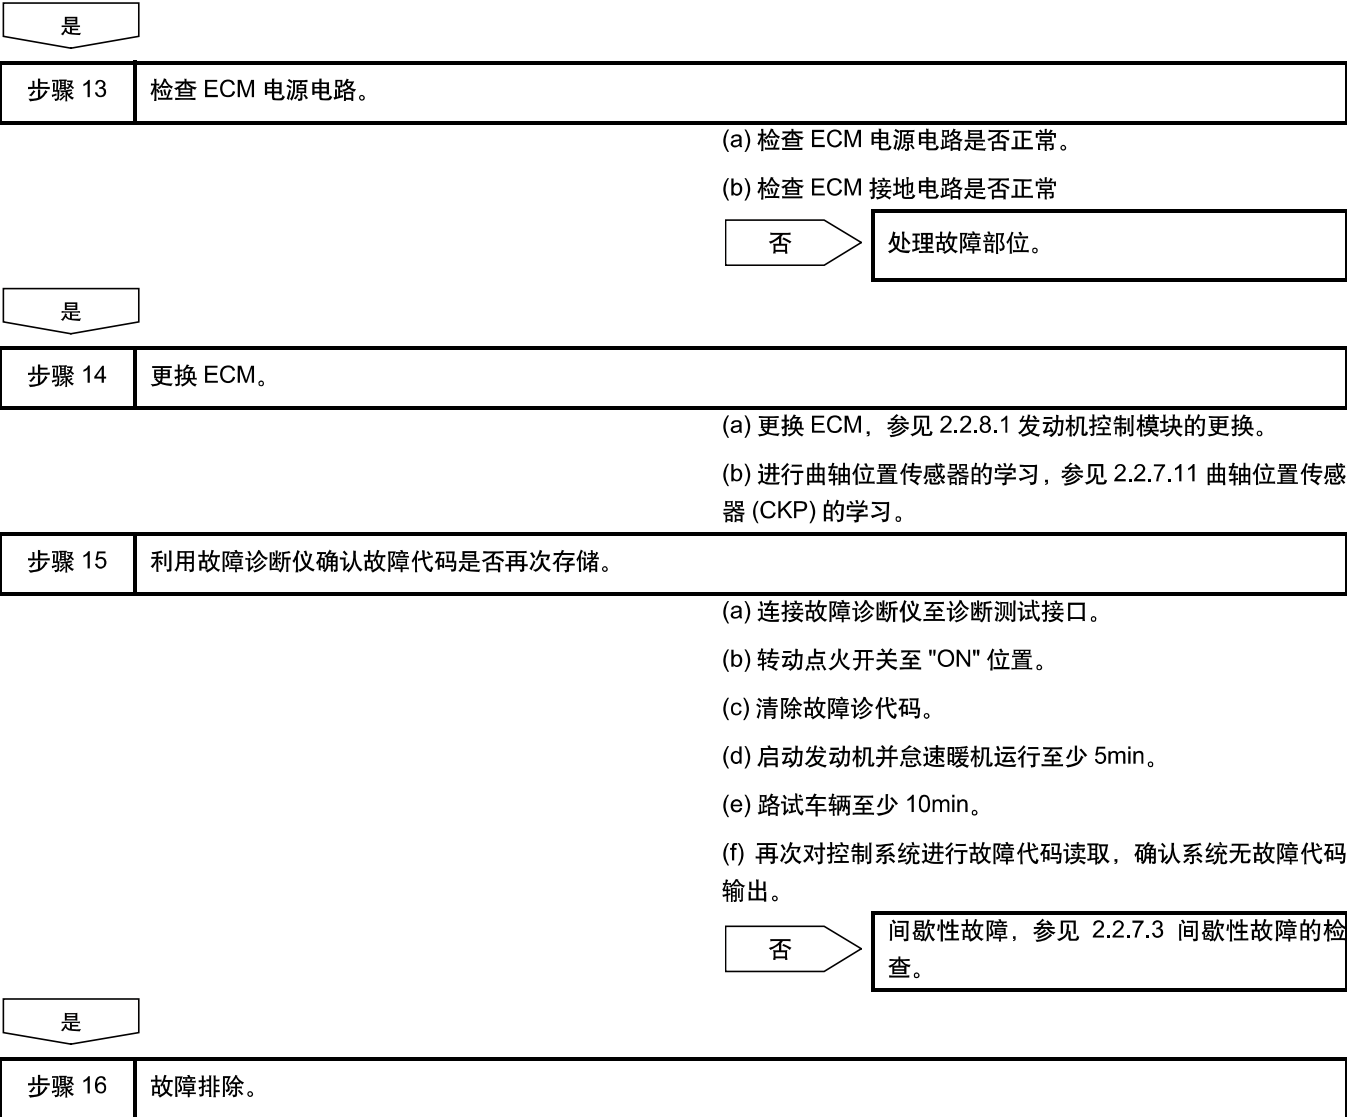 是
步骤 13 检查 ECM 电源电路。
(a) 检查 ECM 电源电路是否正常。
(b) 检查 ECM 接地电路是否正常
否 处理故障部位。
是
步骤 14 更换 ECM。
(a) 更换 ECM，参见 2.2.8.1 发动机控制模块的更换。
(b) 进行曲轴位置传感器的学习，参见 2.2.7.11 曲轴位置传感
器 (CKP) 的学习。
步骤 15 利用故障诊断仪确认故障代码是否再次存储。
(a) 连接故障诊断仪至诊断测试接口。
(b) 转动点火开关至 "ON" 位置。
(c) 清除故障诊代码。
(d) 启动发动机并怠速暖机运行至少 5min。
(e) 路试车辆至少 10min。
(f) 再次对控制系统进行故障代码读取，确认系统无故障代码
输出。
否 间歇性故障，参见 2.2.7.3 间歇性故障的检
查。
是
步骤 16 故障排除。